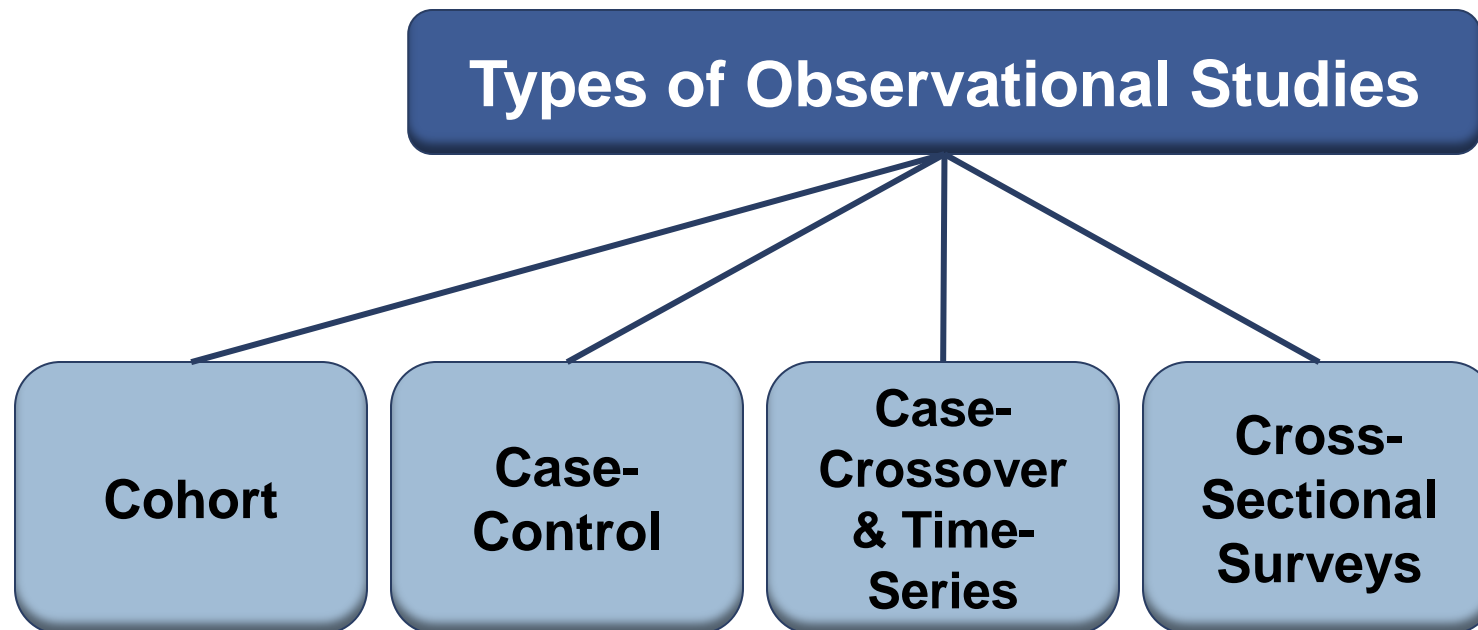 Types of Observational Studies
Cohort
Case-
Control
Case-
Crossover
& Time-
Series
Cross-
Sectional
Surveys